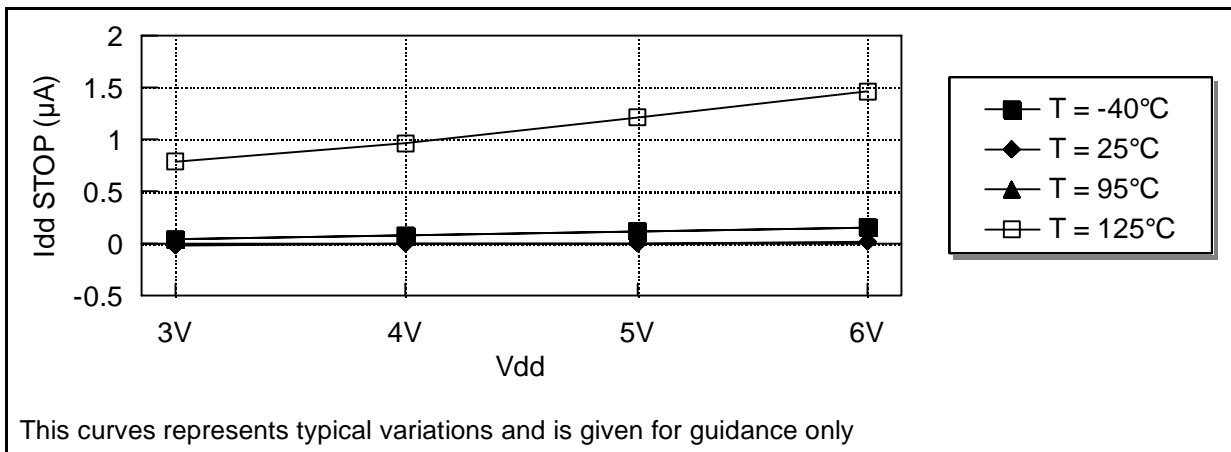 2
1.5
1
0.5
0
-0.5
Idd STOP (µA)
3V
4V
5V
6V
Vdd
T = -40°C
T = 25°C
T = 95°C
T = 125°C
This curves represents typical variations and is given for guidance only